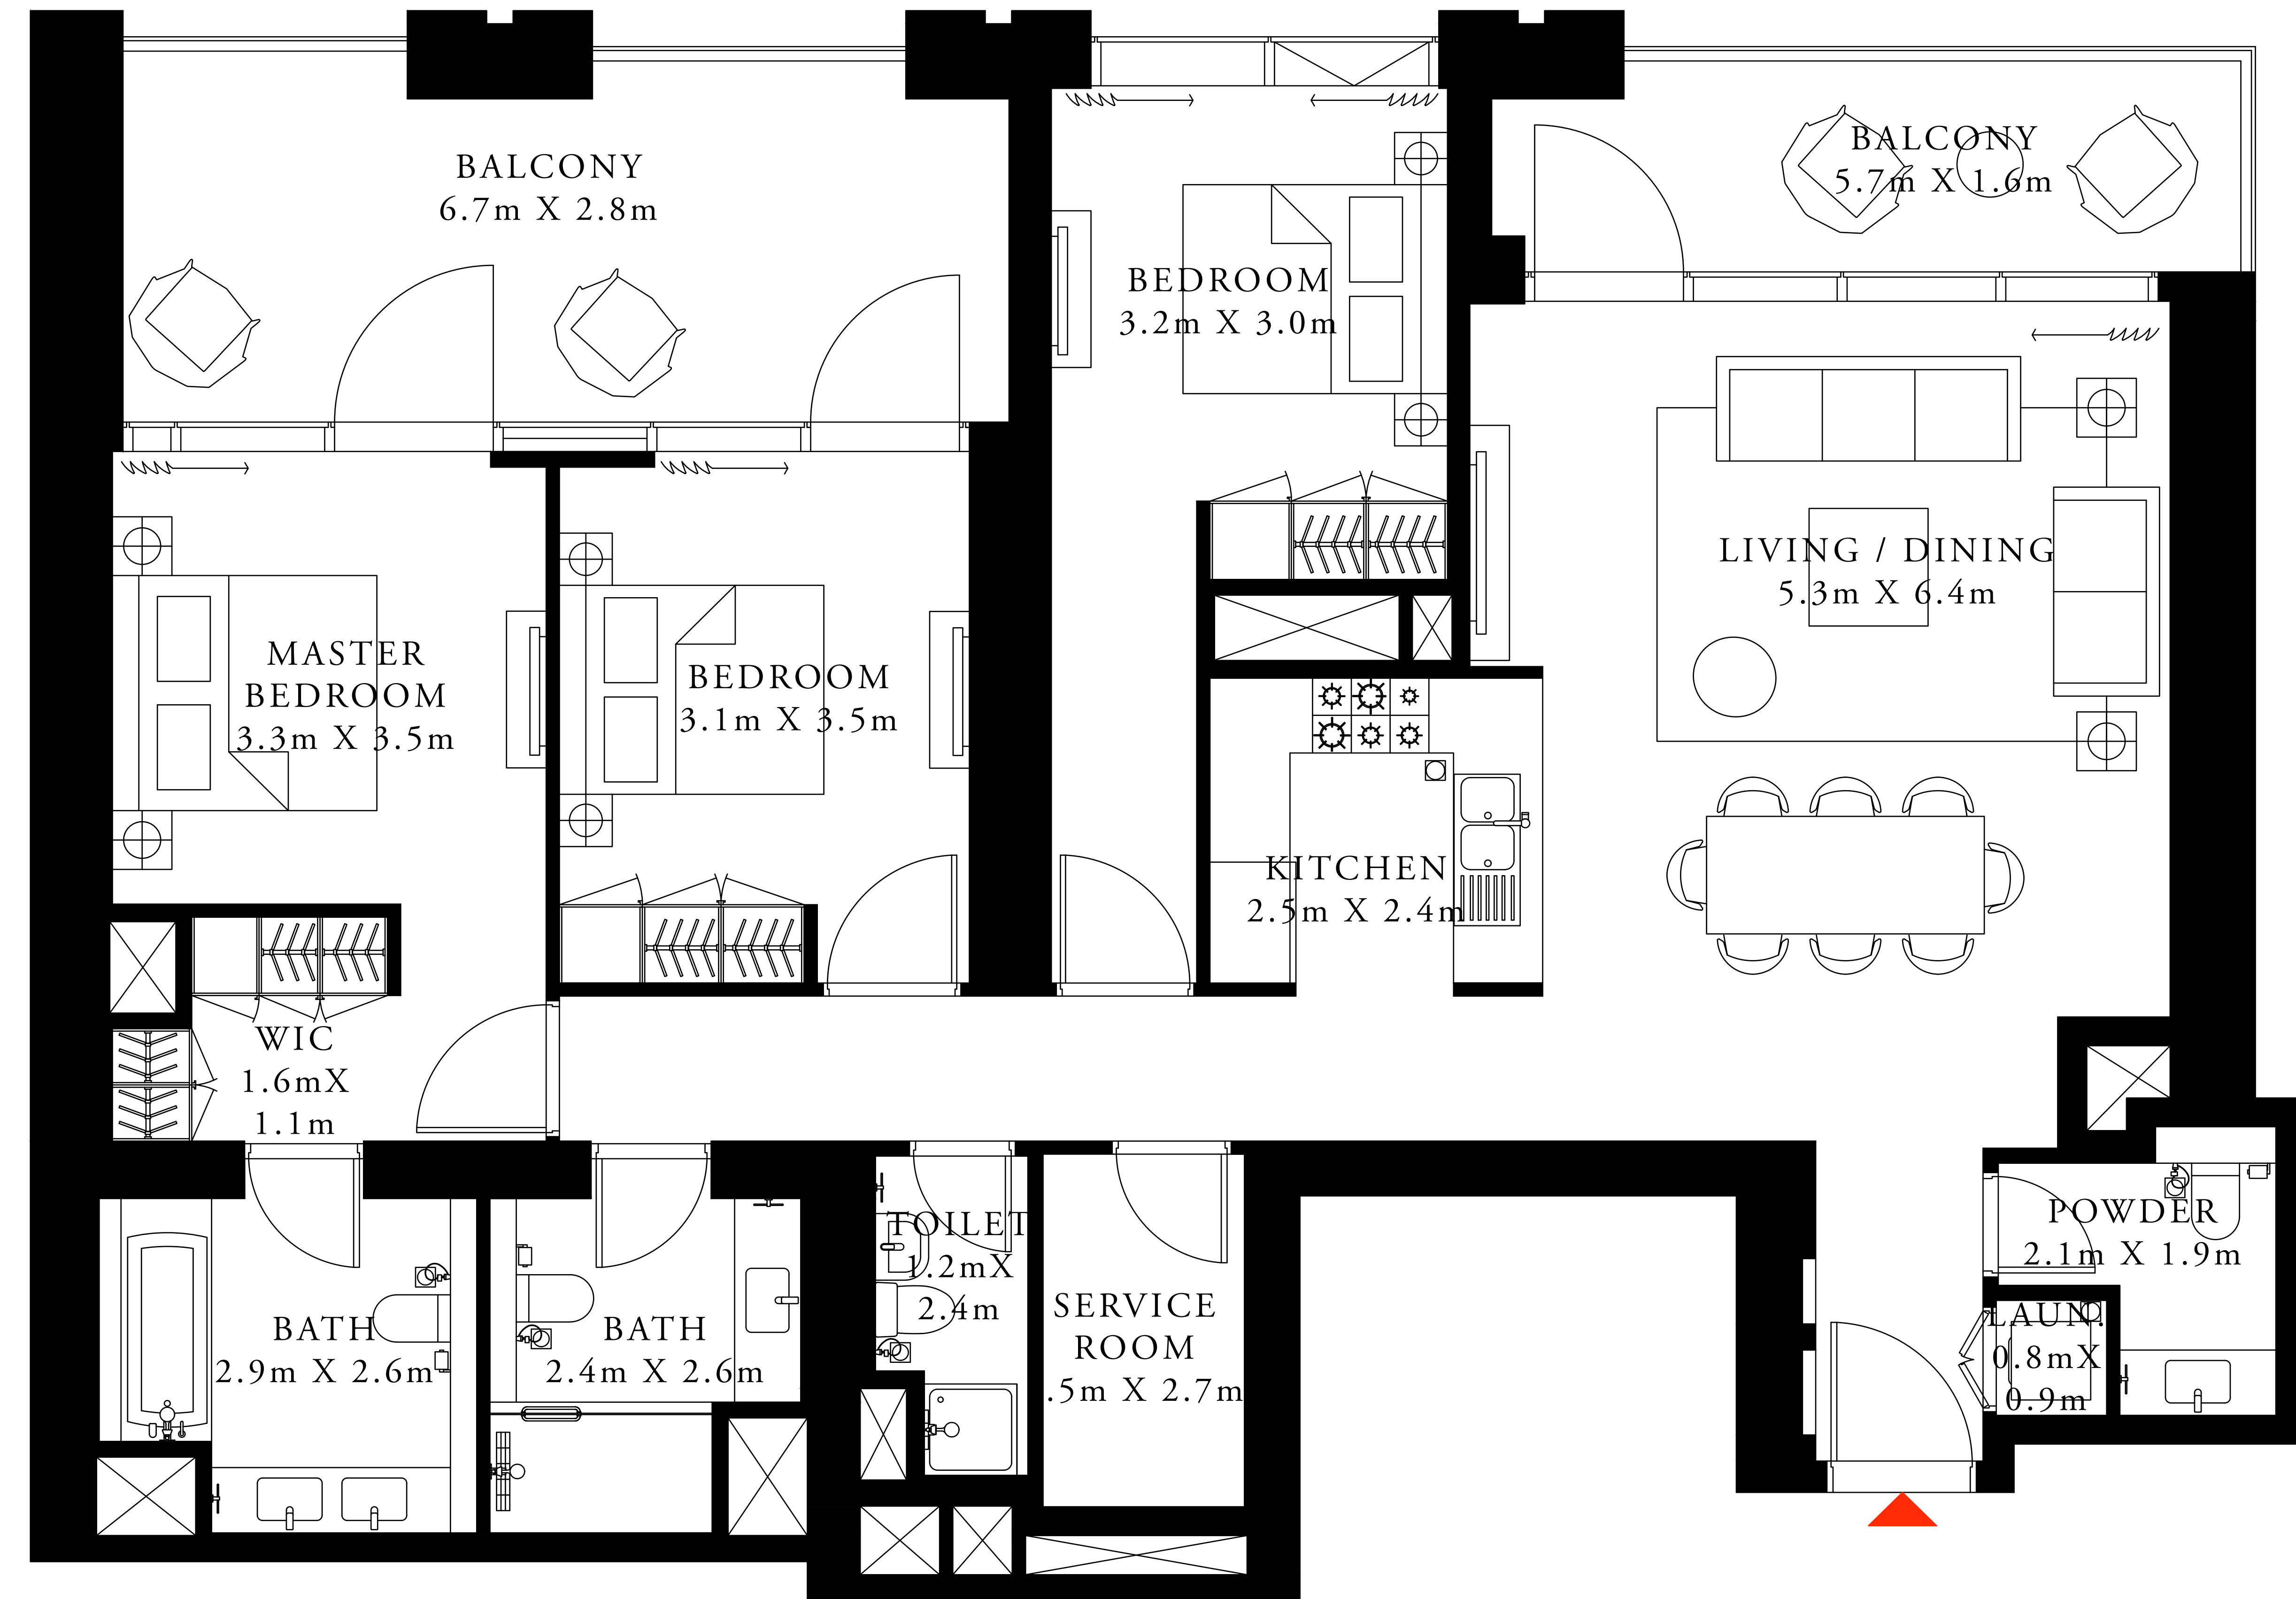 BALCONY
6.7m X 2.8m
BALCONY
5.7m X 1.6m
BEDROOM
3.2m X 3.0m
LIVING / DINING
5.3m X 6.4m
MASTER
BEDROOM
3.3m X 3.5m
BEDROOM
3.1m X 3.5m
KITCHEN
2.5m X 2.4m
WIC
1.6mX
1.1m
TOILET
1.2mX
2.4m
POWDER
2.1m X 1.9m
BATH
2.9m X 2.6m
BATH
2.4m X 2.6m
SERVICE
ROOM
.5m X 2.7m
LAUN.
0.8mX
0.9m